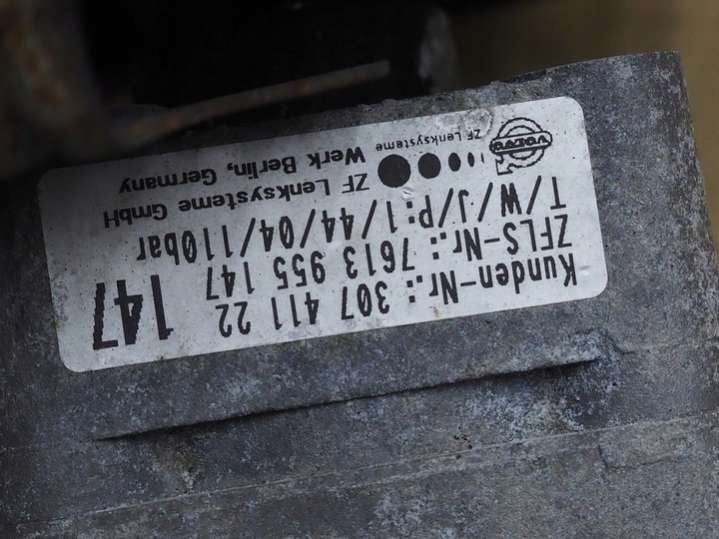 VOLVO
ZF Lenksysteme
ZF Lenksysteme GmbH
Werk Berlin, Germany
T/W/J/P:1/44/04/110bar
ZFLS-Nr.: 7613 955 147
Kunden-Nr.: 307 411 22
147